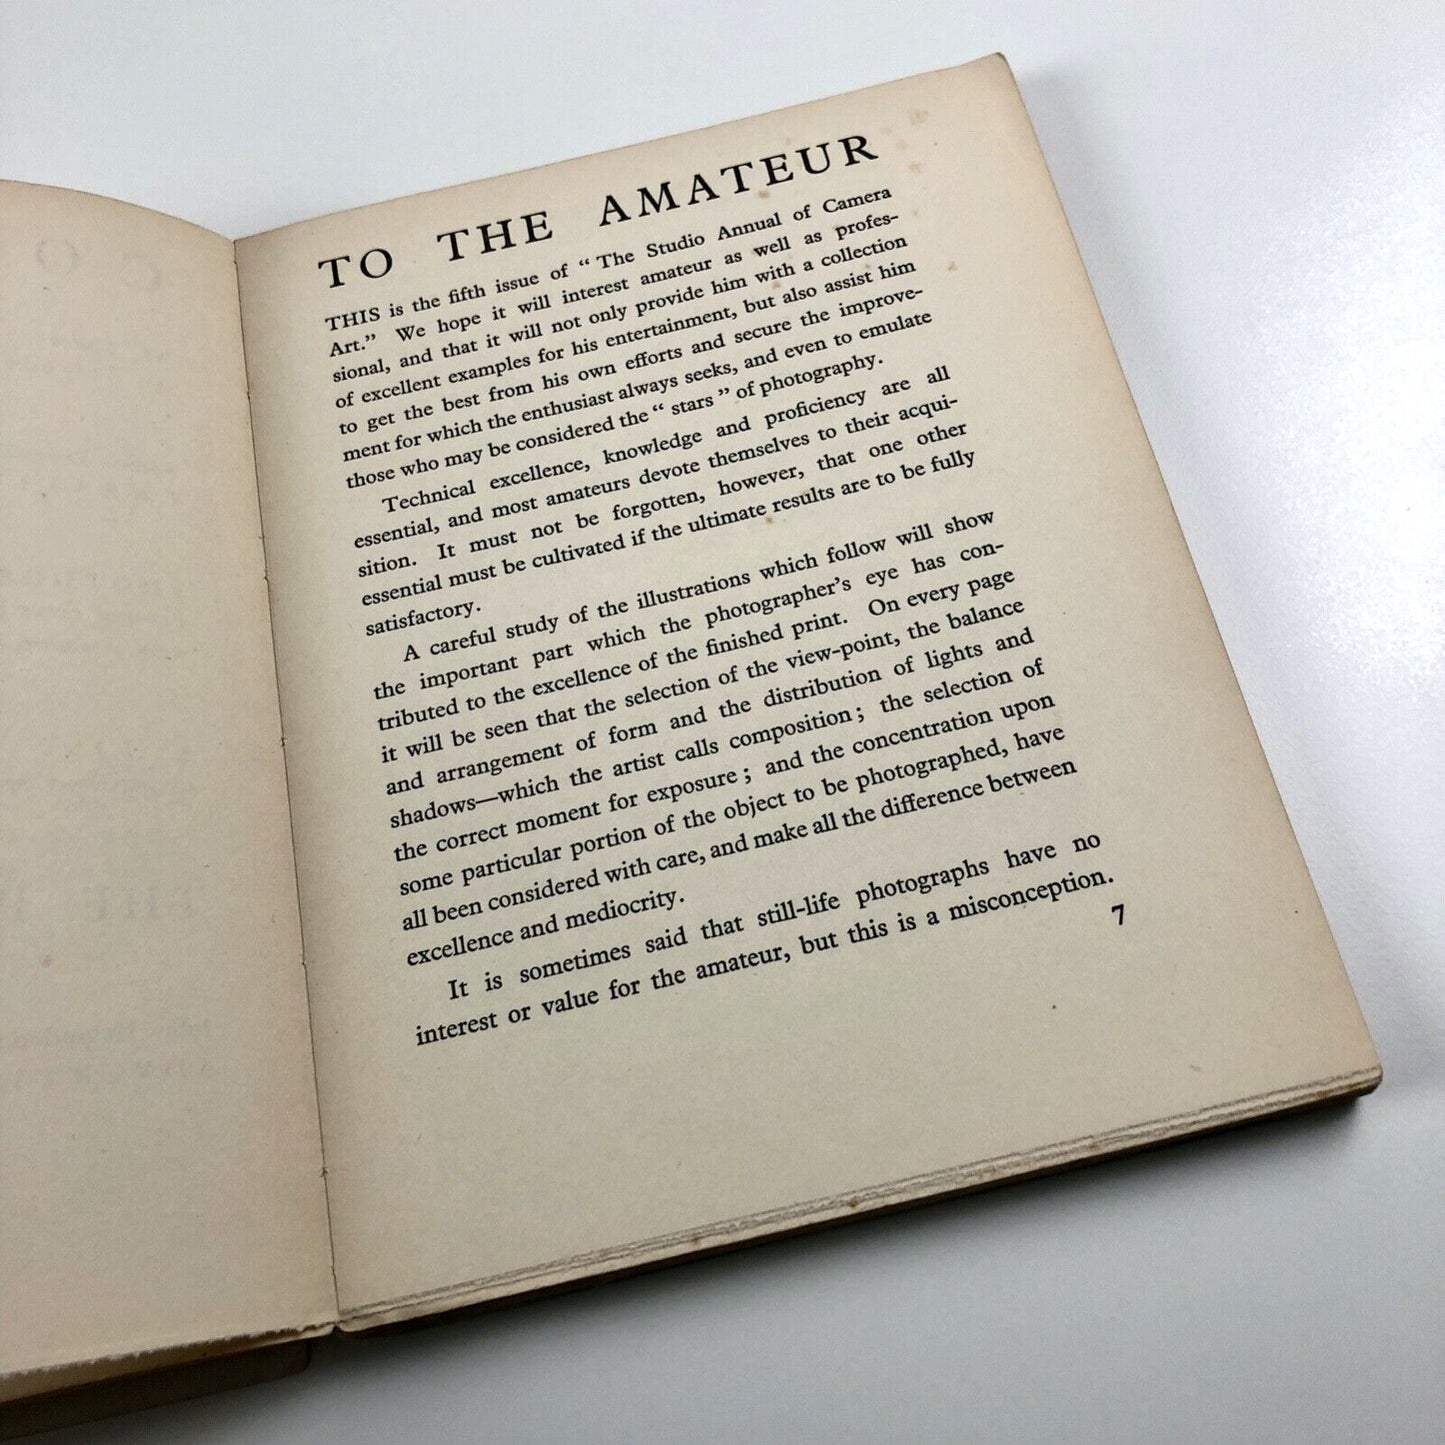 TO THE AMATEUR
THIS is the fifth issue of “ The Studio Annual of Camera
Art.” We hope it will interest amateur as well as profes-
sional, and that it will not only provide him with a collection
of excellent examples for his entertainment, but also assist him
to get the best from his own efforts and secure the improve-
ment for which the enthusiast always seeks, and even to emulate
those who may be considered the “ stars ” of photography.
Technical excellence, knowledge and proficiency are all
essential, and most amateurs devote themselves to their acqui-
sition. It must not be forgotten, however, that one other
essential must be cultivated if the ultimate results are to be fully
satisfactory.
A careful study of the illustrations which follow will show
the important part which the photographer's eye has con-
tributed to the excellence of the finished print. On every page
it will be seen that the selection of the view-point, the balance
and arrangement of form and the distribution of lights and
shadows—which the artist calls composition ; the selection of
the correct moment for exposure ; and the concentration upon
some particular portion of the object to be photographed, have
all been considered with care, and make all the difference between
excellence and mediocrity.
It is sometimes said that still-life photographs have no
interest or value for the amateur, but this is a misconception.
7